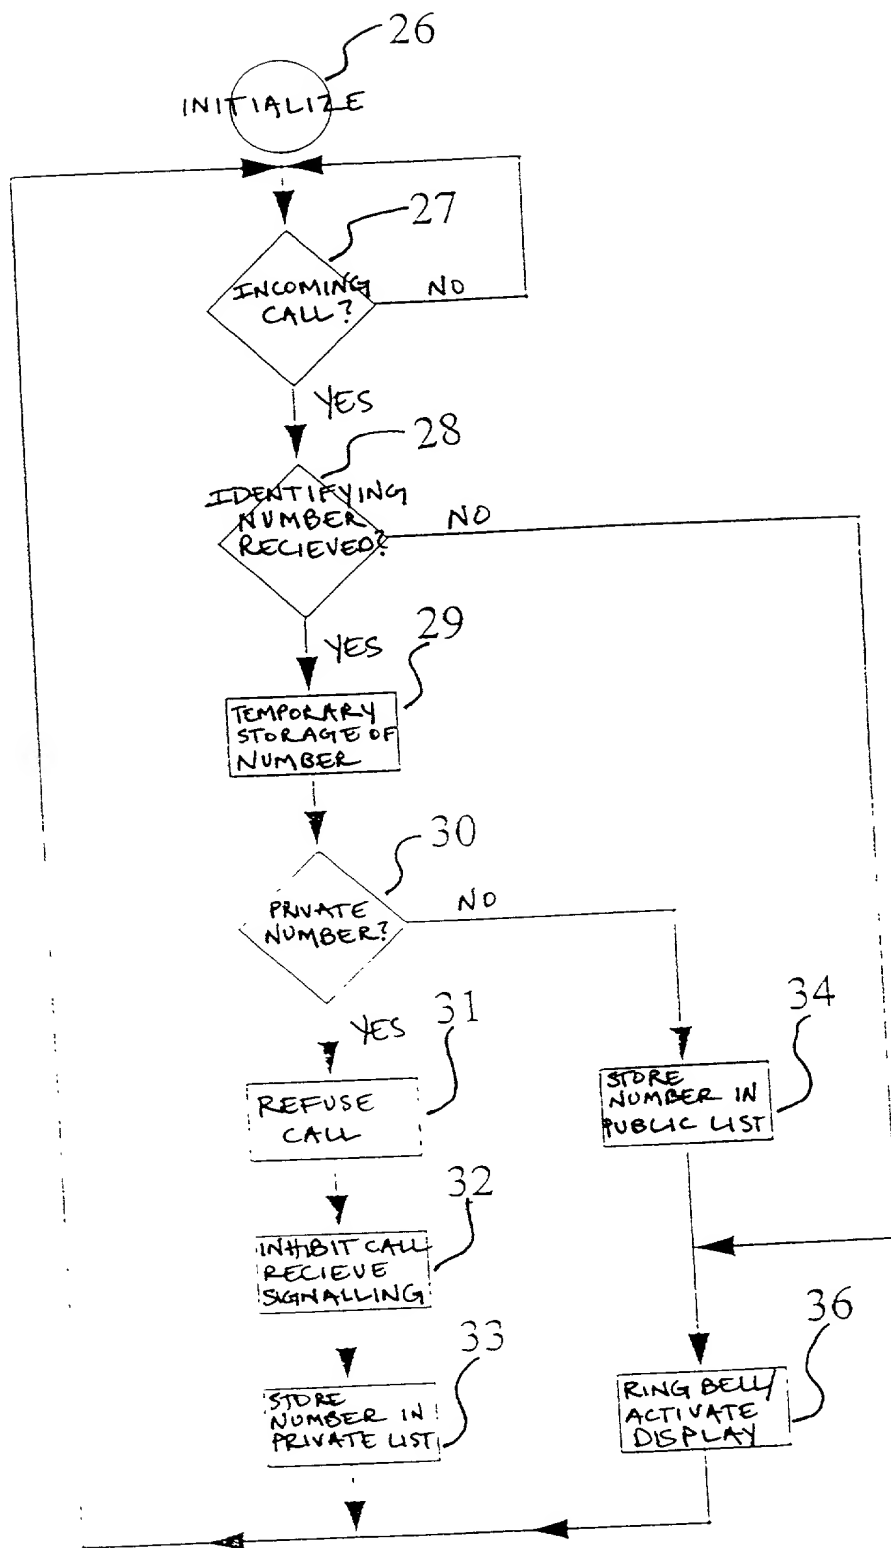 26
INITIALIZE
27
INCOMING
CALL?
NO
YES
28
IDENTIFYING
NUMBER
RECIEVED?
NO
YES
29
TEMPORARY
STORAGE OF
NUMBER
30
PRIVATE
NUMBER?
NO
YES
31
REFUSE
CALL
34
STORE
NUMBER IN
PUBLIC LIST
32
INHIBIT CALL
RECIEVE
SIGNALLING
33
STORE
NUMBER IN
PRIVATE LIST
36
RING BELL/
ACTIVATE
DISPLAY